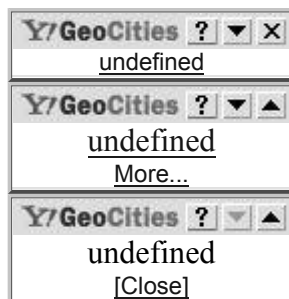 Y! GeoCities ?
undefined
Y! GeoCities ?
undefined
More...
Y! GeoCities ?
undefined
[Close]